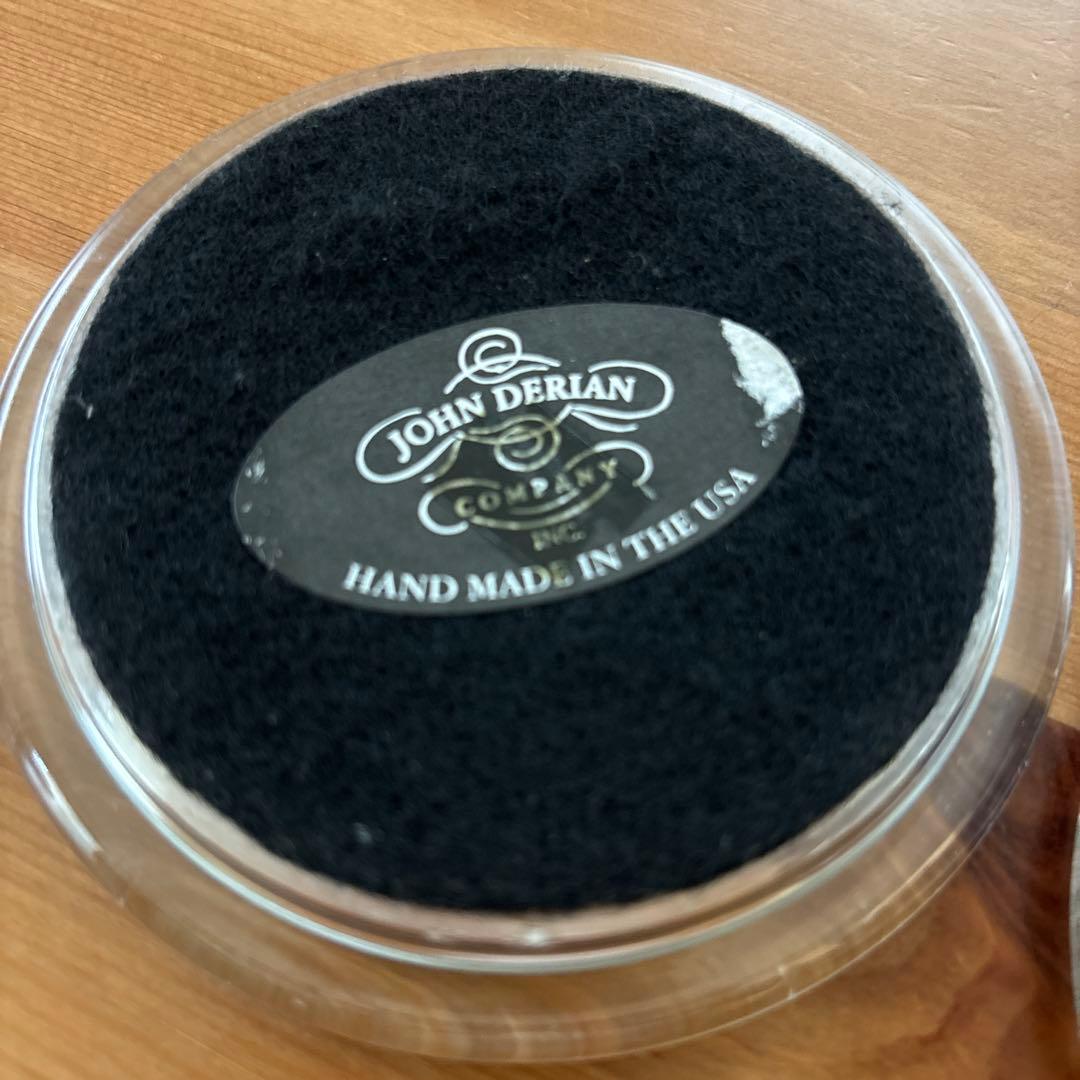 JOHN DERIAN
COMPANY
INC.
HAND MADE IN THE USA